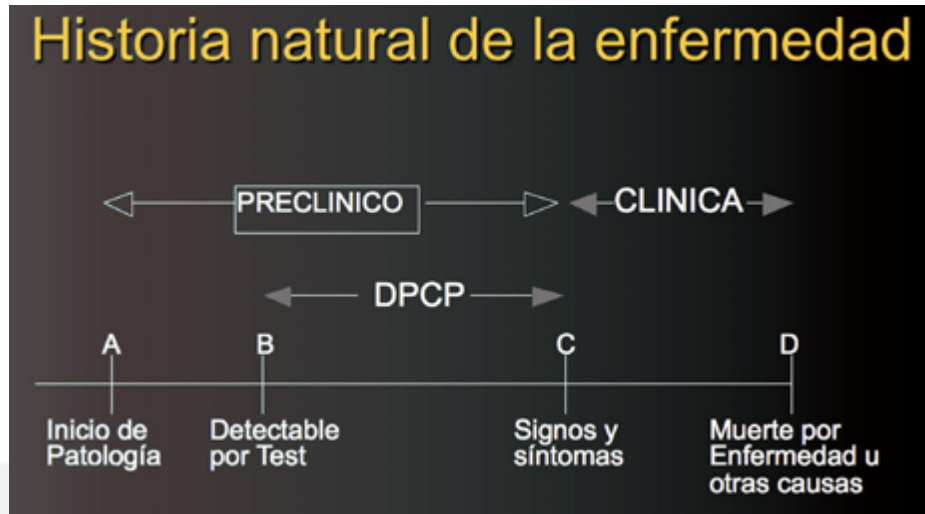 Historia natural de la enfermedad
PRECLINICO
CLINICA
DPCP
A
B
C
D
Inicio de
Patología
Detectable
por Test
Signos y
síntomas
Muerte por
Enfermedad u
otras causas